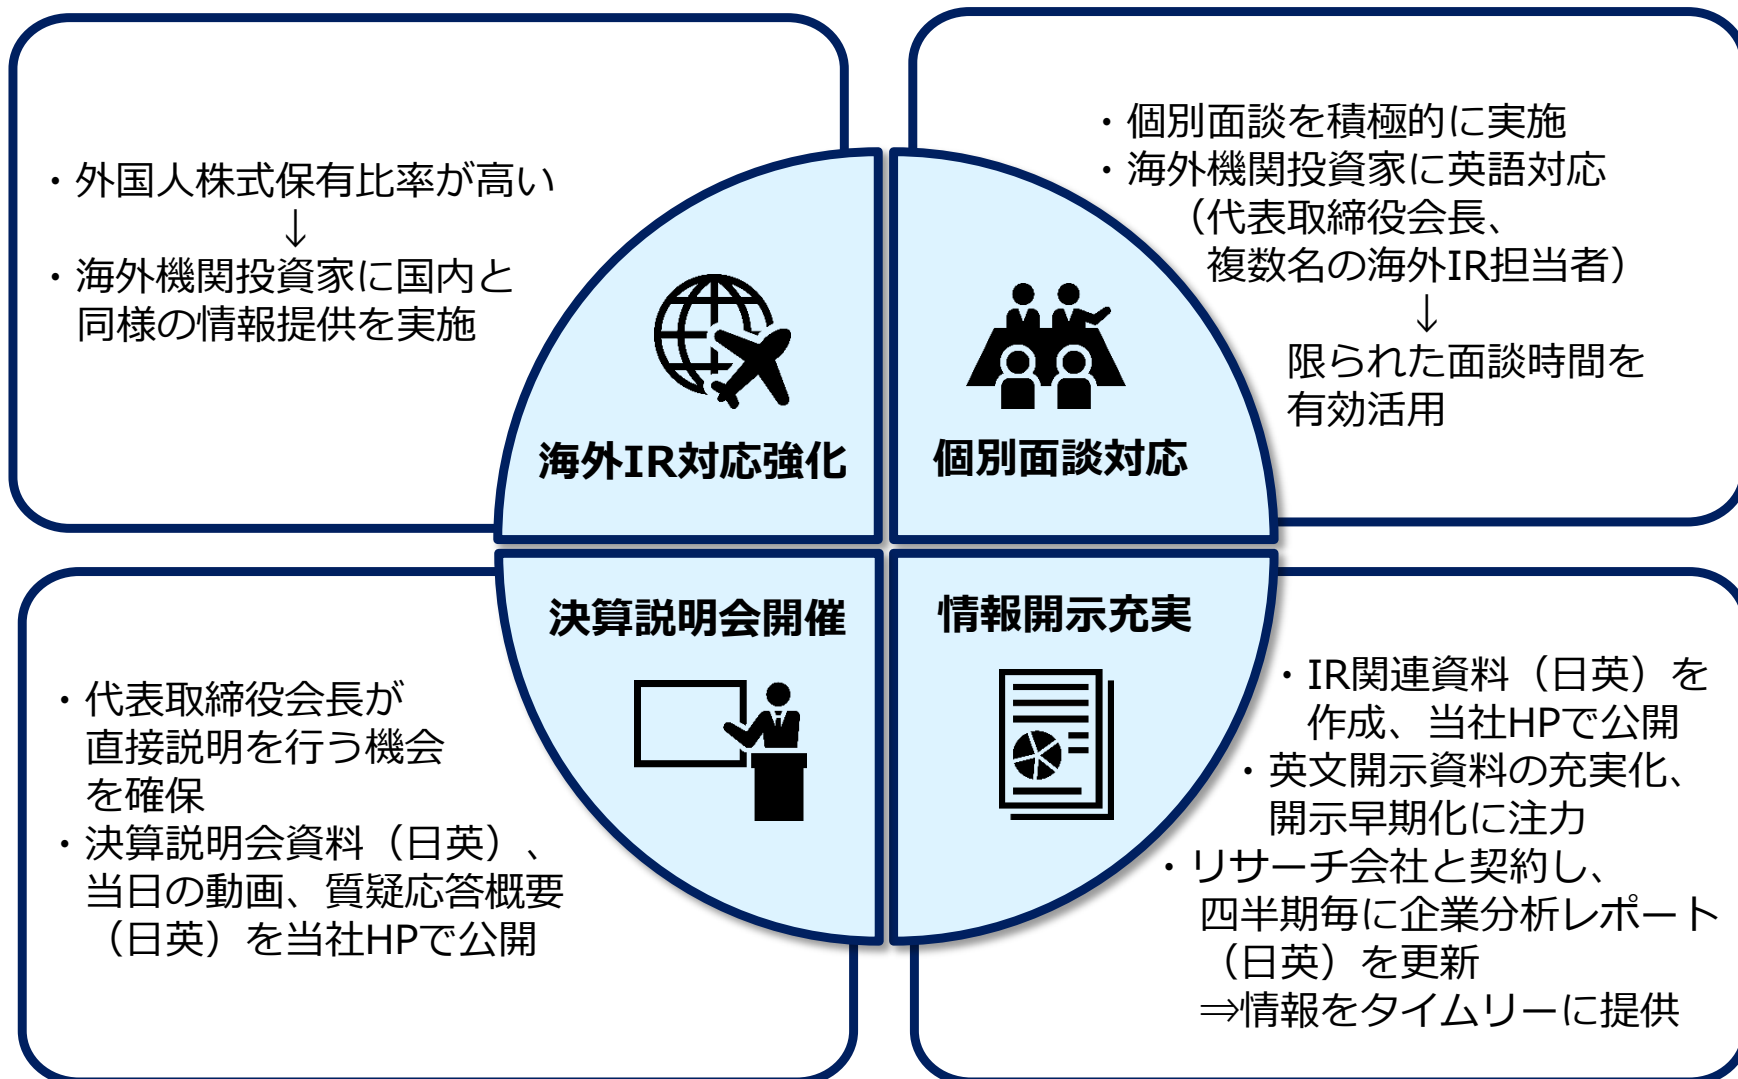 ・外国人株式保有比率が高い
↓
・海外機関投資家に国内と
同様の情報提供を実施
海外IR対応強化
・個別面談を積極的に実施
・海外機関投資家に英語対応
（代表取締役会長、
複数名の海外IR担当者）
↓
限られた面談時間を
有効活用
個別面談対応
決算説明会開催
・代表取締役会長が
直接説明を行う機会
を確保
・決算説明会資料（日英）、
当日の動画、質疑応答概要
（日英）を当社HPで公開
情報開示充実
・IR関連資料（日英）を
作成、当社HPで公開
・英文開示資料の充実化、
開示早期化に注力
・リサーチ会社と契約し、
四半期毎に企業分析レポート
（日英）を更新
⇒情報をタイムリーに提供